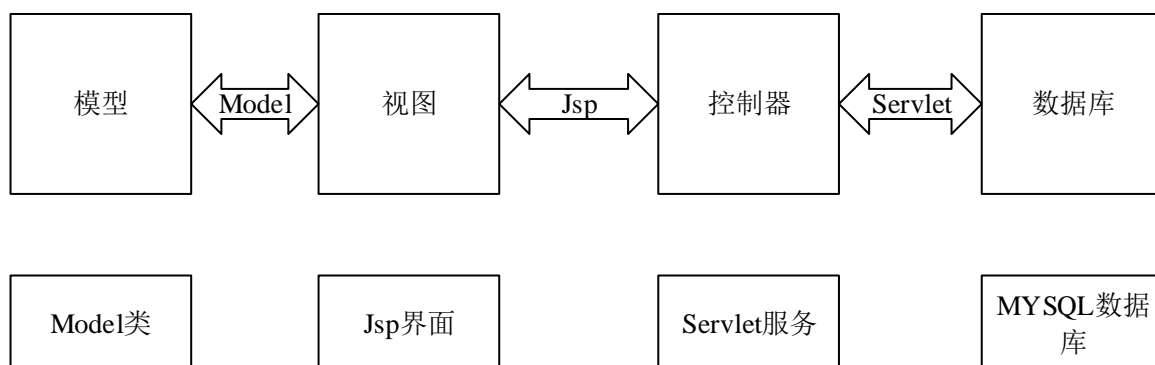 模型
Model
视图
Jsp
控制器
Servlet
数据库
Model类
Jsp界面
Servlet服务
MYSQL数据
库